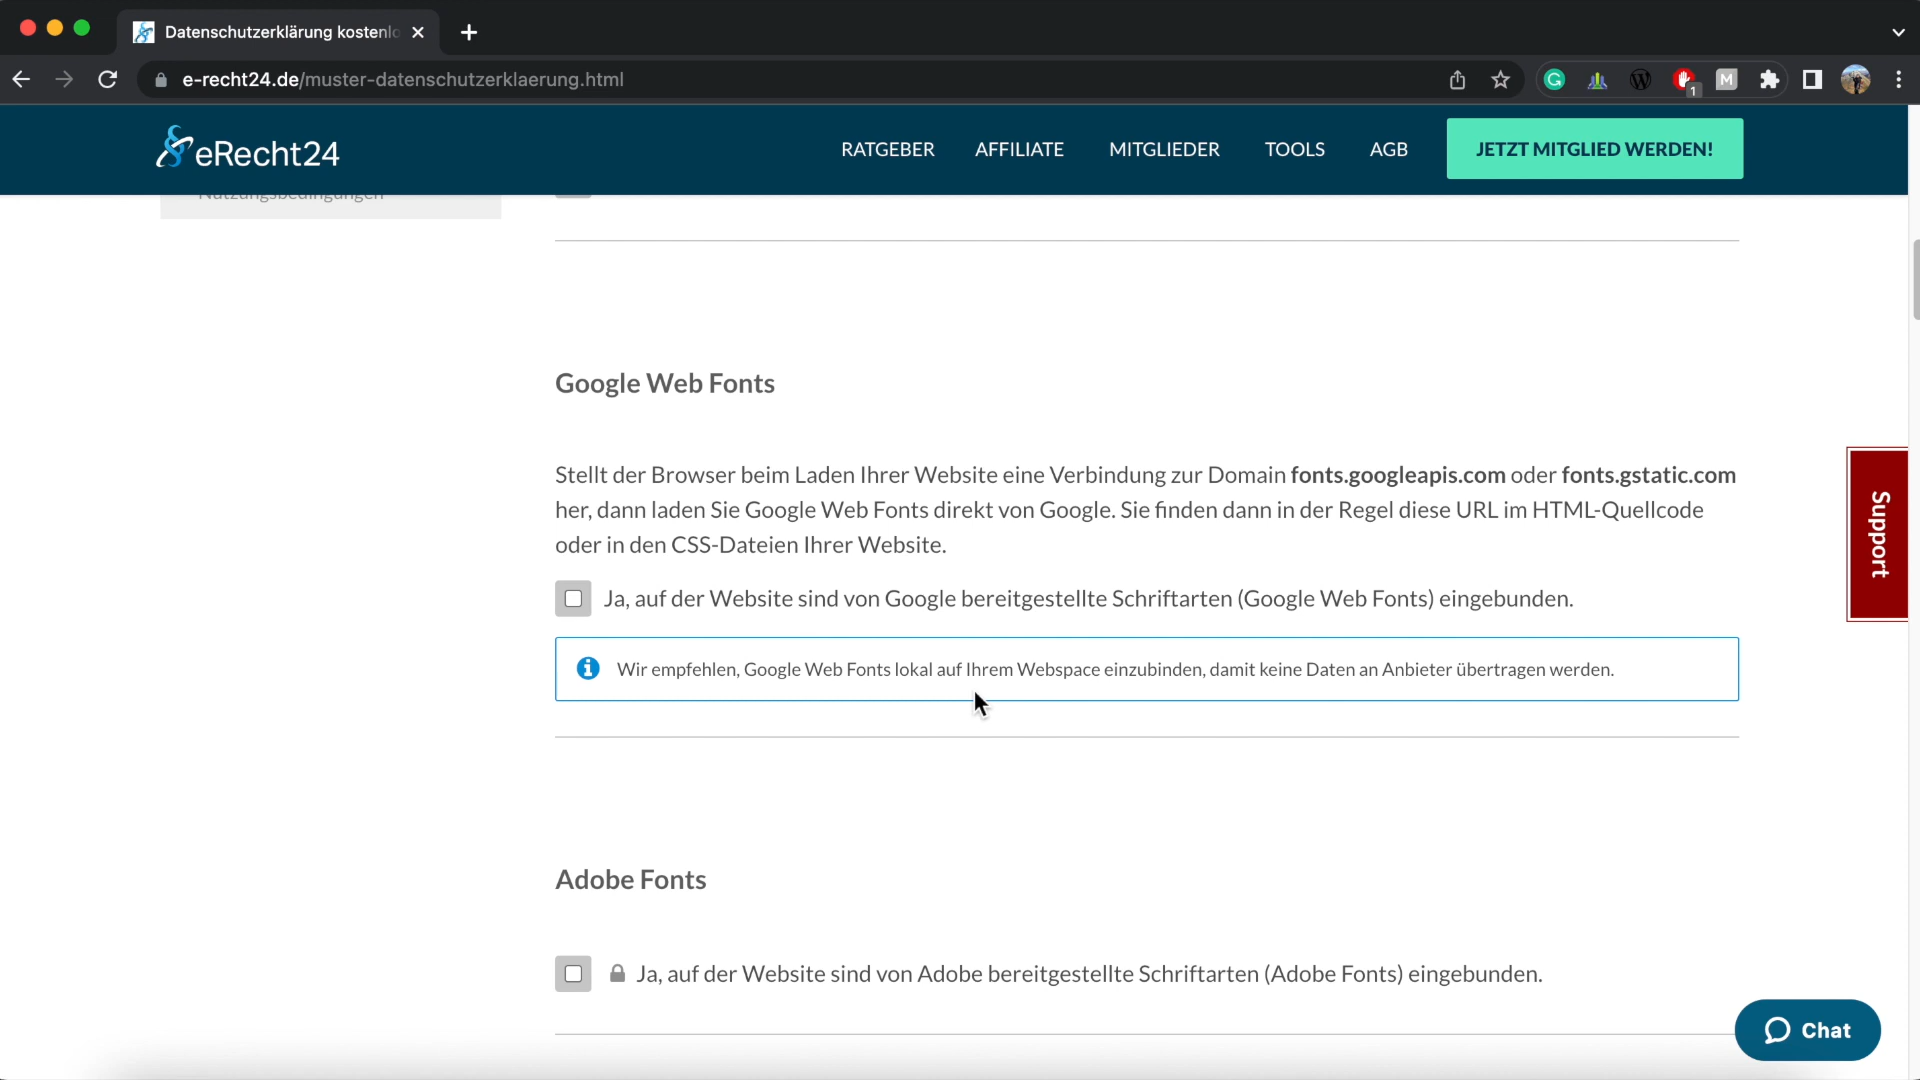 Datenschutzerklärung kostenlo
e-recht24.de/muster-datenschutzerklaerung.html
1
M
eRecht24
RATGEBER
AFFILIATE
MITGLIEDER
TOOLS
AGB
JETZT MITGLIED WERDEN!
Nutzungsbedingungen
Google Web Fonts
Stellt der Browser beim Laden Ihrer Website eine Verbindung zur Domain fonts.googleapis.com oder fonts.gstatic.com
her, dann laden Sie Google Web Fonts direkt von Google. Sie finden dann in der Regel diese URL im HTML-Quellcode
oder in den CSS-Dateien Ihrer Website.
Ja, auf der Website sind von Google bereitgestellte Schriftarten (Google Web Fonts) eingebunden.
Wir empfehlen, Google Web Fonts lokal auf Ihrem Webspace einzubinden, damit keine Daten an Anbieter übertragen werden.
Support
Adobe Fonts
Ja, auf der Website sind von Adobe bereitgestellte Schriftarten (Adobe Fonts) eingebunden.
Chat